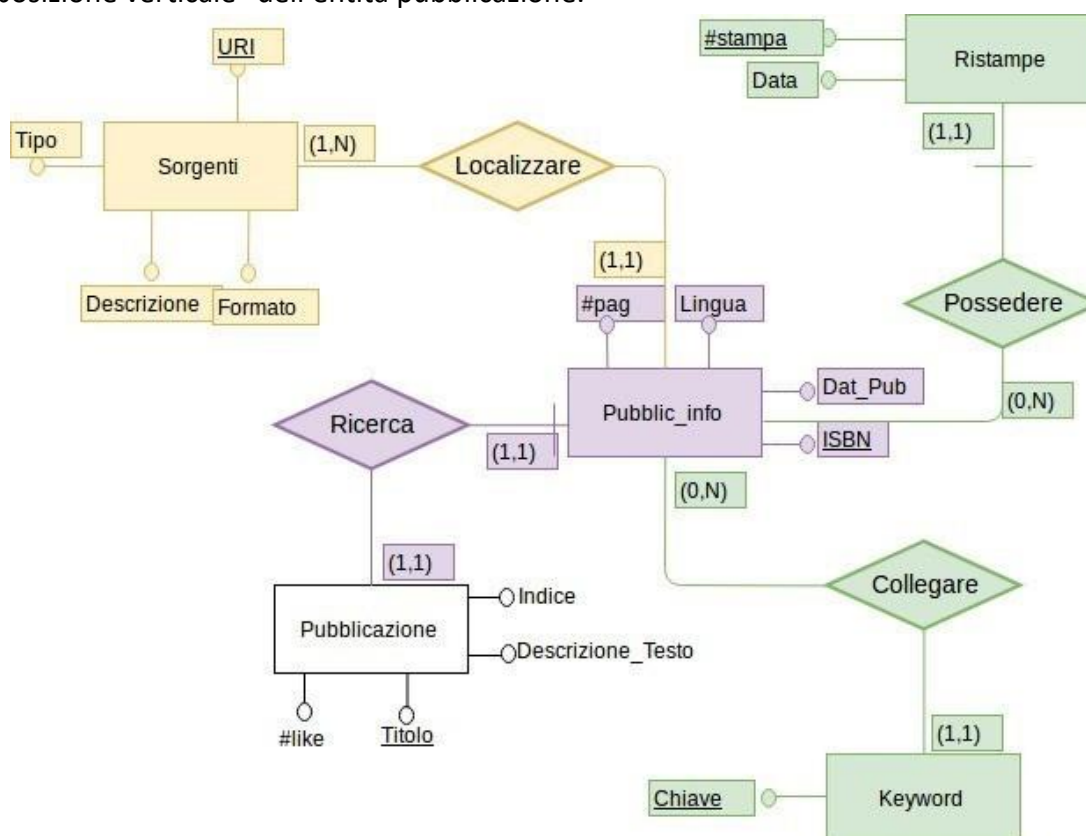 posizione verticale" dell'entità pubblicazione.
URI
#stampa
Ristampe
Data
Tipo
(1,N)
(1,1)
Sorgenti
Localizzare
(1,1)
Descrizione
Formato
#pag
Lingua
Possedere
Dat_Pub
Pubblic_info
(0,N)
Ricerca
ISBN
(1,1)
(0,N)
(1,1)
Collegare
Indice
Pubblicazione
Descrizione_Testo
#like
Titolo
(1,1)
Chiave
Keyword